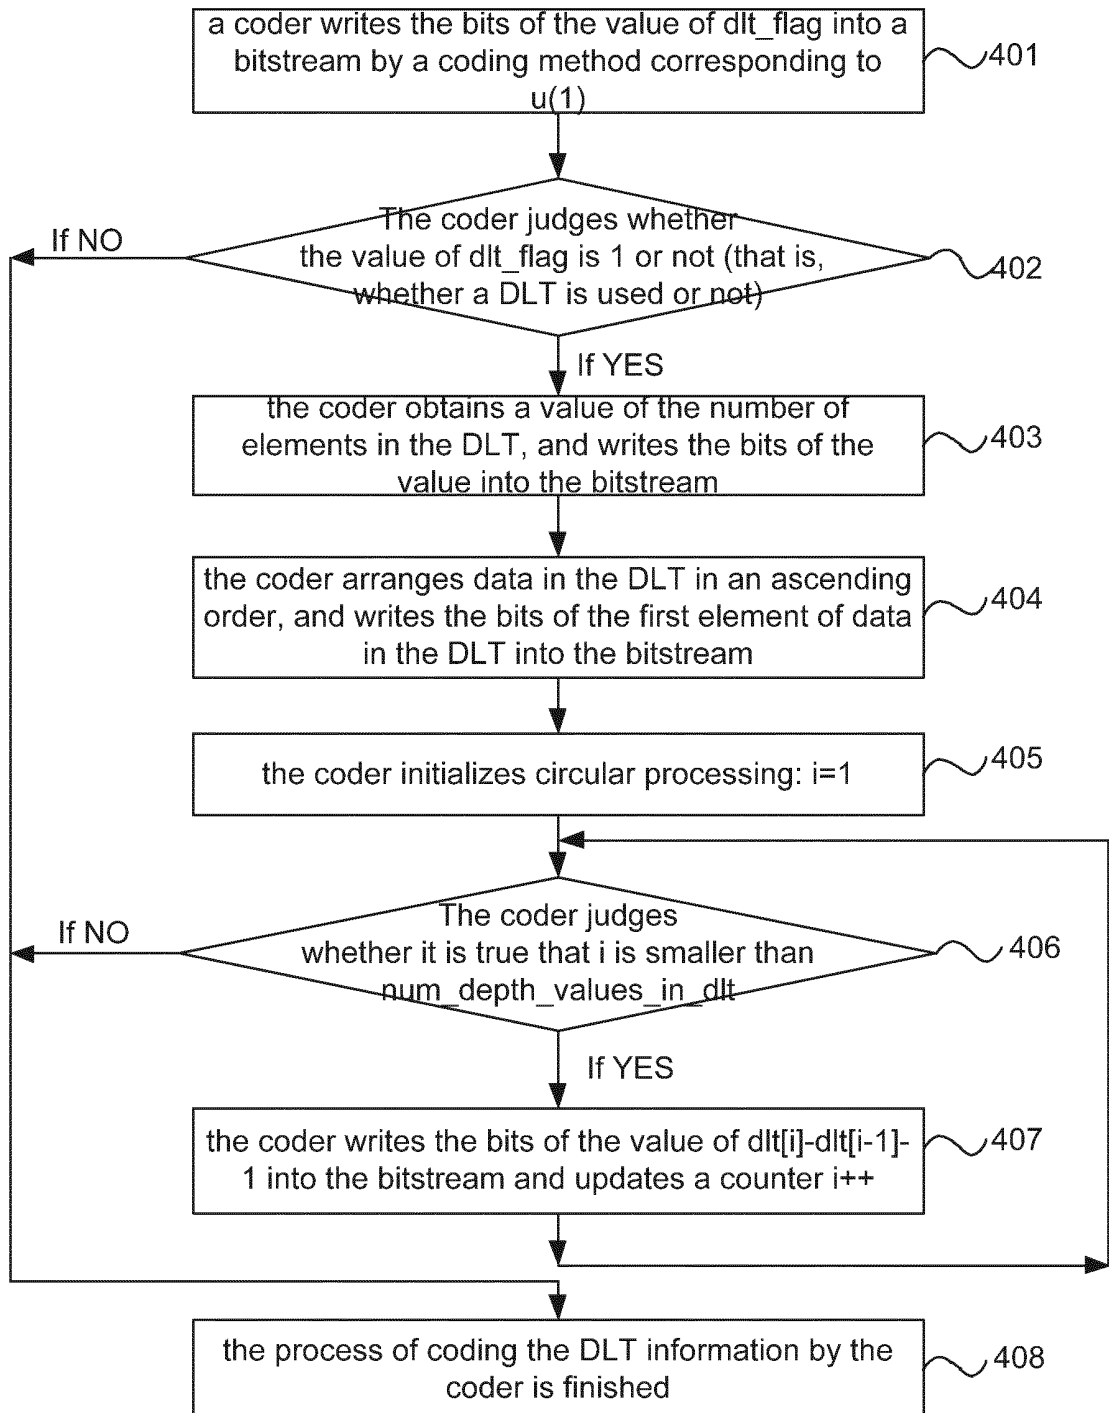 a coder writes the bits of the value of dlt_flag into a
bitstream by a coding method corresponding to
u(1)
401
The coder judges whether
the value of dlt_flag is 1 or not (that is,
whether a DLT is used or not)
If NO
402
If YES
the coder obtains a value of the number of
elements in the DLT, and writes the bits of the
value into the bitstream
403
the coder arranges data in the DLT in an ascending
order, and writes the bits of the first element of data
in the DLT into the bitstream
404
the coder initializes circular processing: i=1
405
The coder judges
whether it is true that i is smaller than
num_depth_values_in_dlt
If NO
406
If YES
the coder writes the bits of the value of dlt[i]-dlt[i-1]-
1 into the bitstream and updates a counter i++
407
the process of coding the DLT information by the
coder is finished
408